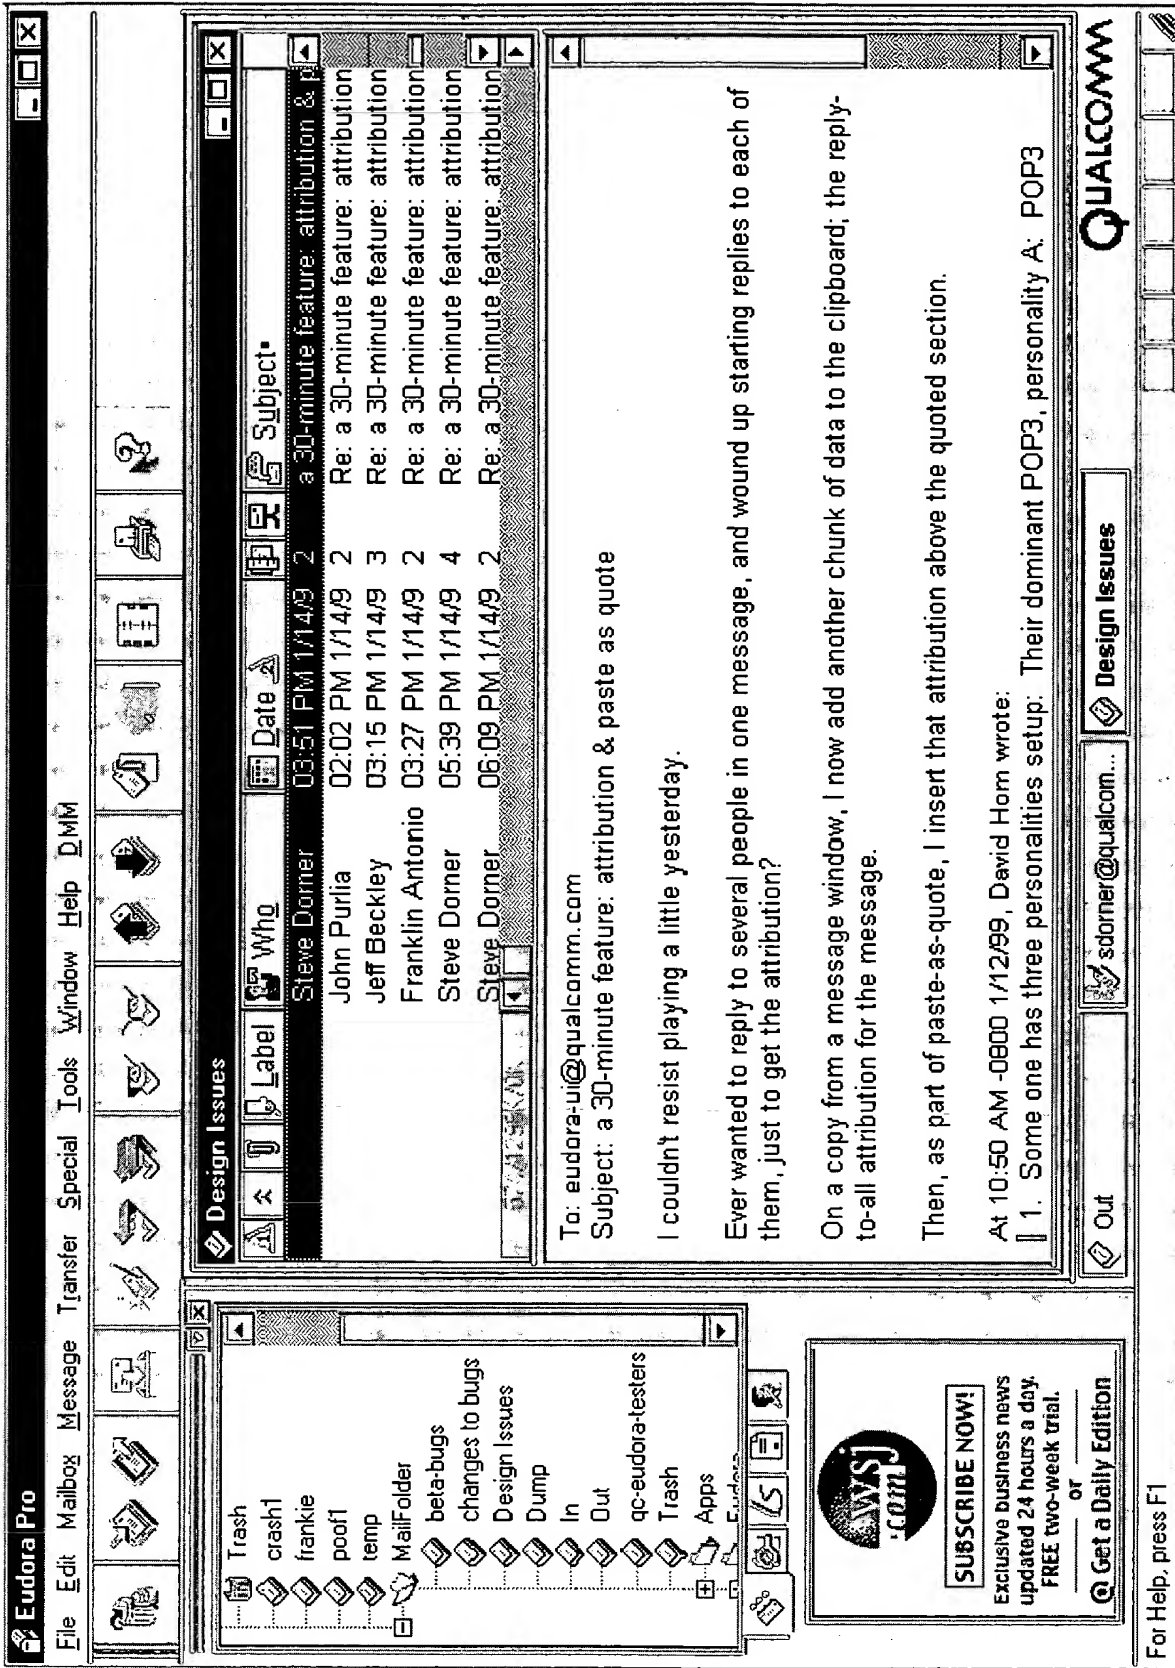 Eudora Pro
File Edit Mailbox Message Transfer Special Tools Window Help DMM
Trash
crash1
frankie
poof1
temp
MailFolder
beta-bugs
changes to bugs
Design Issues
Dump
In
Out
qc-eudora-testers
Trash
Apps
Eudora
wsj
.com
SUBSCRIBE NOW!
Exclusive business news
updated 24 hours a day.
FREE two-week trial.
or
@ Get a Daily Edition
Design Issues
Label Who Date Subject
Steve Dorner 03:51 PM 1/14/9 2 a 30-minute feature: attribution & p
John Purlia 02:02 PM 1/14/9 2 Re: a 30-minute feature: attribution
Jeff Beckley 03:15 PM 1/14/9 3 Re: a 30-minute feature: attribution
Franklin Antonio 03:27 PM 1/14/9 2 Re: a 30-minute feature: attribution
Steve Dorner 05:39 PM 1/14/9 4 Re: a 30-minute feature: attribution
Steve Dorner 06:09 PM 1/14/9 2 Re: a 30-minute feature: attribution
To: eudora-ui@qualcomm.com
Subject: a 30-minute feature: attribution & paste as quote
I couldn't resist playing a little yesterday.
Ever wanted to reply to several people in one message, and wound up starting replies to each of
them, just to get the attribution?
On a copy from a message window, I now add another chunk of data to the clipboard; the reply-
to-all attribution for the message.
Then, as part of paste-as-quote, I insert that attribution above the quoted section.
At 10:50 AM -0800 1/12/99, David Hom wrote:
1. Some one has three personalities setup: Their dominant POP3, personality A: POP3
Out
sdorner@qualcom...
Design Issues
QUALCOMM
For Help, press F1